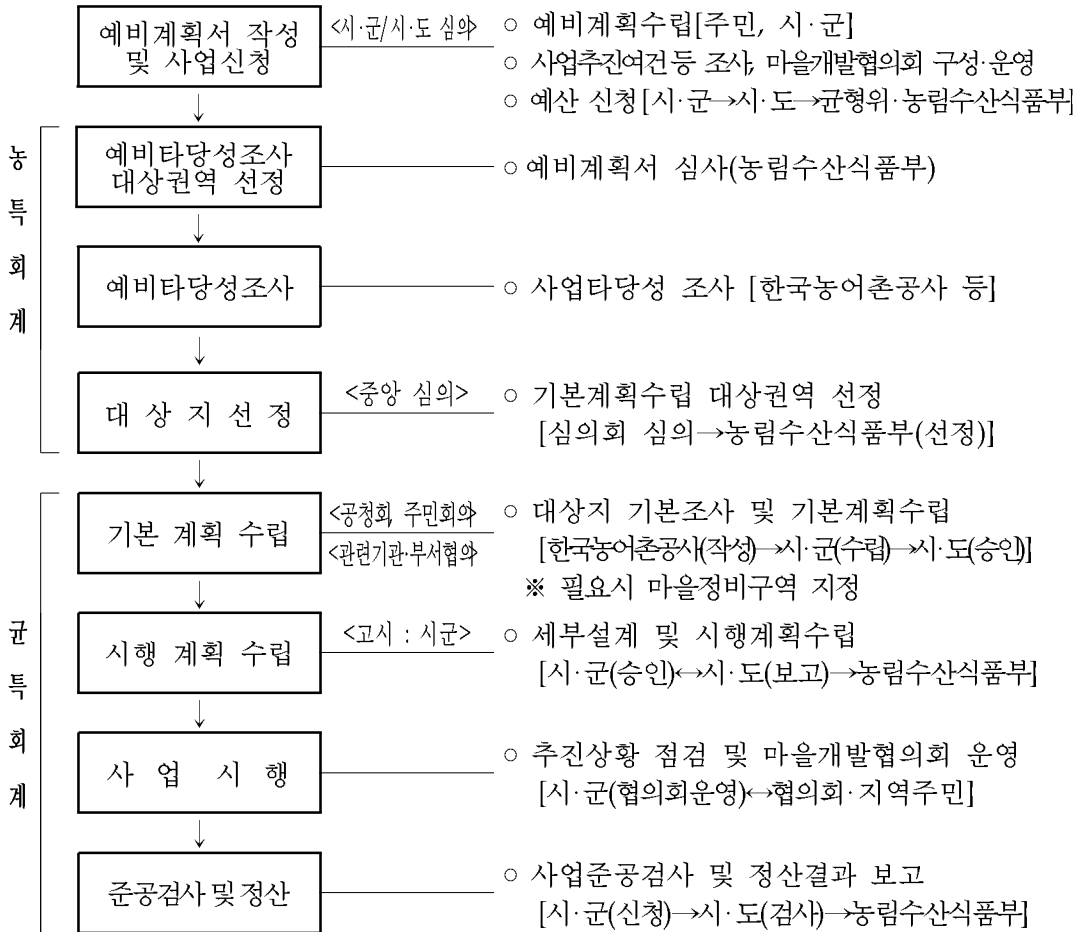 예비계획서 작성
및 사업신청
<시·군/시·도 심의>
○ 예비계획수립[주민, 시·군]
○ 사업추진여건등 조사, 마을개발협의회 구성·운영
○ 예산 신청[시·군→시·도→균형위·농림수산식품부]
농특회계
예비타당성조사
대상권역 선정
○ 예비계획서 심사(농림수산식품부)
예비타당성조사
○ 사업타당성 조사 [한국농어촌공사 등]
대 상 지 선 정
<중앙 심의>
○ 기본계획수립 대상권역 선정
[심의회 심의→농림수산식품부(선정)]
균특회계
기본 계획 수립
<공청회, 주민회의>
<관련기관·부서협의>
○ 대상지 기본조사 및 기본계획수립
[한국농어촌공사(작성)→시·군(수립)→시·도(승인)]
※ 필요시 마을정비구역 지정
시행 계획 수립
<고시 : 시군>
○ 세부설계 및 시행계획수립
[시·군(승인)↔시·도(보고)→농림수산식품부]
사 업 시 행
○ 추진상황 점검 및 마을개발협의회 운영
[시·군(협의회운영)↔협의회·지역주민]
준공검사 및 정산
○ 사업준공검사 및 정산결과 보고
[시·군(신청)→시·도(검사)→농림수산식품부]